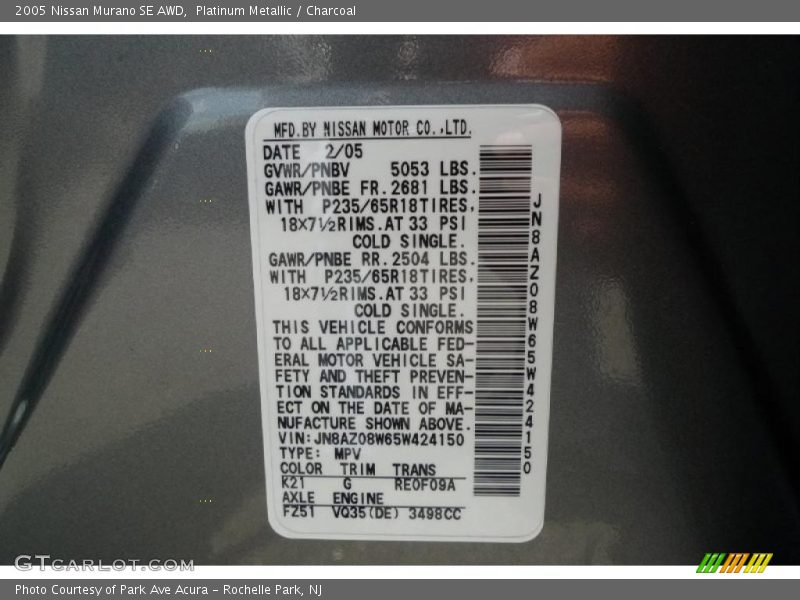 2005 Nissan Murano SE AWD, Platinum Metallic / Charcoal
MFD.BY NISSAN MOTOR CO.,LTD.
DATE 2/05
GVWR/PNBV 5053 LBS.
GAWR/PNBE FR.2681 LBS.
WITH P235/65R18TIRES,
18×7½RIMS.AT 33 PSI
COLD SINGLE.
GAWR/PNBE RR.2504 LBS.
WITH P235/65R18TIRES,
18×7½RIMS.AT 33 PSI
COLD SINGLE.
THIS VEHICLE CONFORMS
TO ALL APPLICABLE FED-
ERAL MOTOR VEHICLE SA-
FETY AND THEFT PREVEN-
TION STANDARDS IN EFF-
ECT ON THE DATE OF MA-
NUFACTURE SHOWN ABOVE.
VIN:JN8AZ08W65W424150
TYPE: MPV
COLOR TRIM TRANS
K21 G RE0F09A
AXLE ENGINE
FZ51 VQ35(DE) 3498CC
JN8AZ08W65W424150
GTcarlot.com
Photo Courtesy of Park Ave Acura - Rochelle Park, NJ